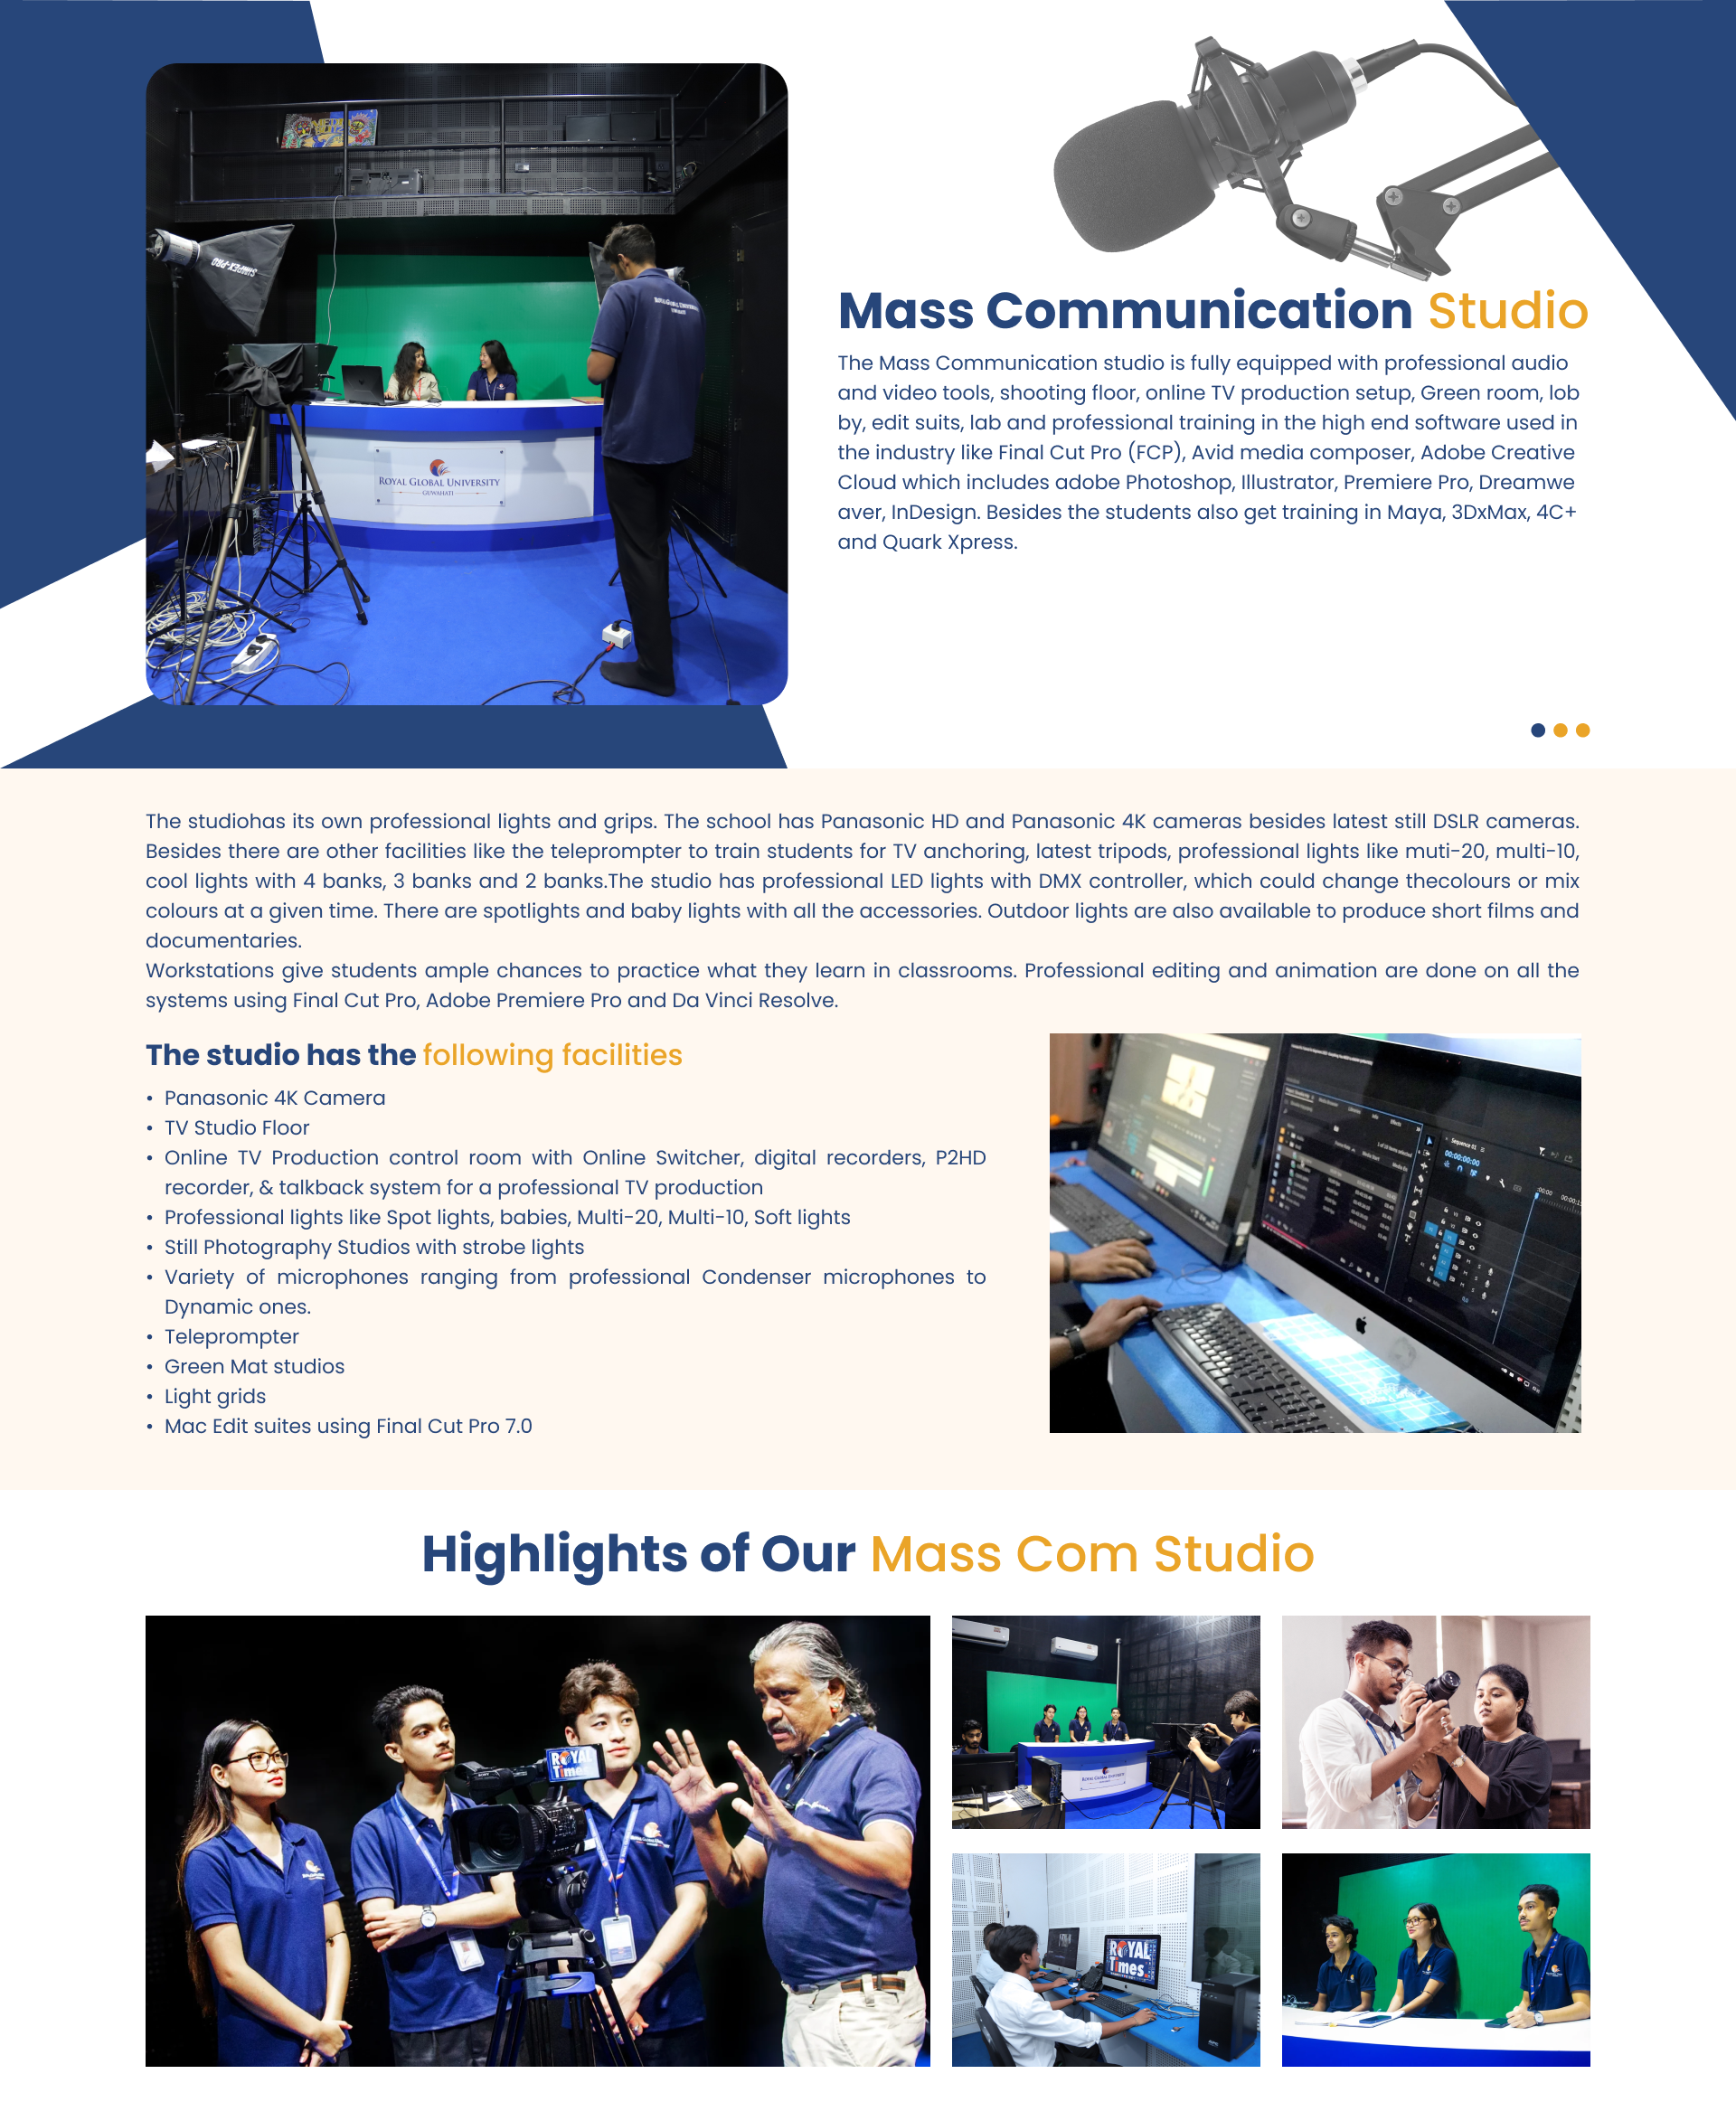 SIMPEX-PRO
ROYAL GLOBAL UNIVERSITY
ROYAL GLOBAL UNIVERSITY
GUWAHATI
Mass Communication Studio
The Mass Communication studio is fully equipped with professional audio
and video tools, shooting floor, online TV production setup, Green room, lob
by, edit suits, lab and professional training in the high end software used in
the industry like Final Cut Pro (FCP), Avid media composer, Adobe Creative
Cloud which includes adobe Photoshop, Illustrator, Premiere Pro, Dreamwe
aver, InDesign. Besides the students also get training in Maya, 3DxMax, 4C+
and Quark Xpress.
The studiohas its own professional lights and grips. The school has Panasonic HD and Panasonic 4K cameras besides latest still DSLR cameras.
Besides there are other facilities like the teleprompter to train students for TV anchoring, latest tripods, professional lights like muti-20, multi-10,
cool lights with 4 banks, 3 banks and 2 banks.The studio has professional LED lights with DMX controller, which could change thecolours or mix
colours at a given time. There are spotlights and baby lights with all the accessories. Outdoor lights are also available to produce short films and
documentaries.
Workstations give students ample chances to practice what they learn in classrooms. Professional editing and animation are done on all the
systems using Final Cut Pro, Adobe Premiere Pro and Da Vinci Resolve.
The studio has the following facilities
• Panasonic 4K Camera
• TV Studio Floor
• Online TV Production control room with Online Switcher, digital recorders, P2HD
recorder, & talkback system for a professional TV production
• Professional lights like Spot lights, babies, Multi-20, Multi-10, Soft lights
• Still Photography Studios with strobe lights
• Variety of microphones ranging from professional Condenser microphones to
Dynamic ones.
• Teleprompter
• Green Mat studios
• Light grids
• Mac Edit suites using Final Cut Pro 7.0
Sequence 01
00:00:00:00
Highlights of Our Mass Com Studio
ROYAL
Times
ROYAL GLOBAL UNIVERSITY
ROYAL
Times